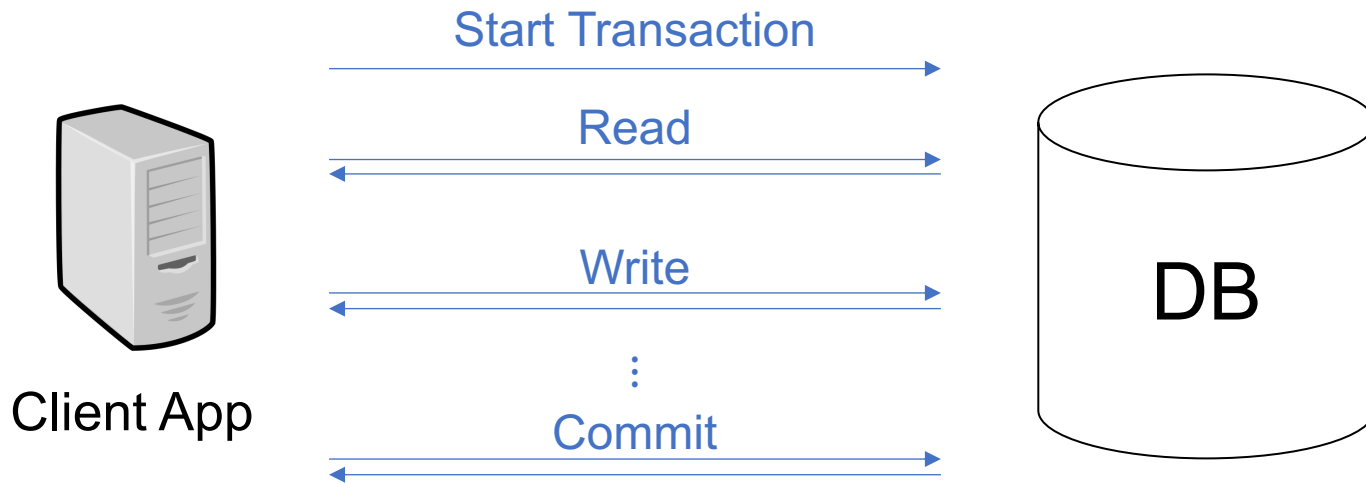 Start Transaction
Read
Write
⋮
Commit
Client App
DB